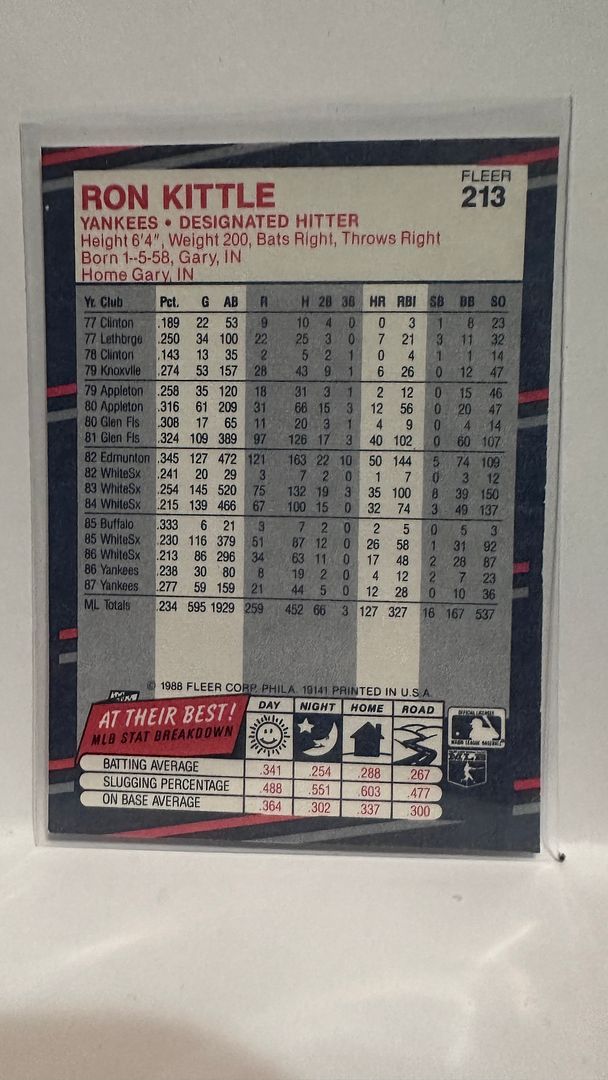 FLEER
RON KITTLE 213
YANKEES • DESIGNATED HITTER
Height 6'4", Weight 200, Bats Right, Throws Right
Born 1--5-58, Gary, IN
Home Gary, IN
Yr. Club Pct. G AB R H 2B 3B HR RBI SB BB SO
77 Clinton .189 22 53 9 10 4 0 0 3 1 8 23
77 Lethbrge .250 34 100 22 25 3 0 7 21 3 11 32
78 Clinton .143 13 35 2 5 2 1 0 4 1 1 14
79 Knoxvlle .274 53 157 28 43 9 1 6 26 0 12 47
79 Appleton .258 35 120 18 31 3 1 2 12 0 15 46
80 Appleton .316 61 209 31 66 15 3 12 56 0 20 47
80 Glen Fls .308 17 65 11 20 3 1 4 9 0 4 14
81 Glen Fls .324 109 389 97 126 17 3 40 102 0 60 107
82 Edmunton .345 127 472 121 163 22 10 50 144 5 74 109
82 WhiteSx .241 20 29 3 7 2 0 1 7 0 3 12
83 WhiteSx .254 145 520 75 132 19 3 35 100 8 39 150
84 WhiteSx .215 139 466 67 100 15 0 32 74 3 49 137
85 Buffalo .333 6 21 3 7 2 0 2 5 0 5 3
85 WhiteSx .230 116 379 51 87 12 0 26 58 1 31 92
86 WhiteSx .213 86 296 34 63 11 0 17 48 2 28 87
86 Yankees .238 30 80 8 19 2 0 4 12 2 7 23
87 Yankees .277 59 159 21 44 5 0 12 28 0 10 36
ML Totals .234 595 1929 259 452 66 3 127 327 16 167 537
© 1988 FLEER CORP. PHILA. 19141 PRINTED IN U.S.A.
AT THEIR BEST!
MLB STAT BREAKDOWN
DAY NIGHT HOME ROAD
OFFICIAL LICENSEE
MAJOR LEAGUE BASEBALL
BATTING AVERAGE .341 .254 .288 .267
SLUGGING PERCENTAGE .488 .551 .603 .477
ON BASE AVERAGE .364 .302 .337 .300